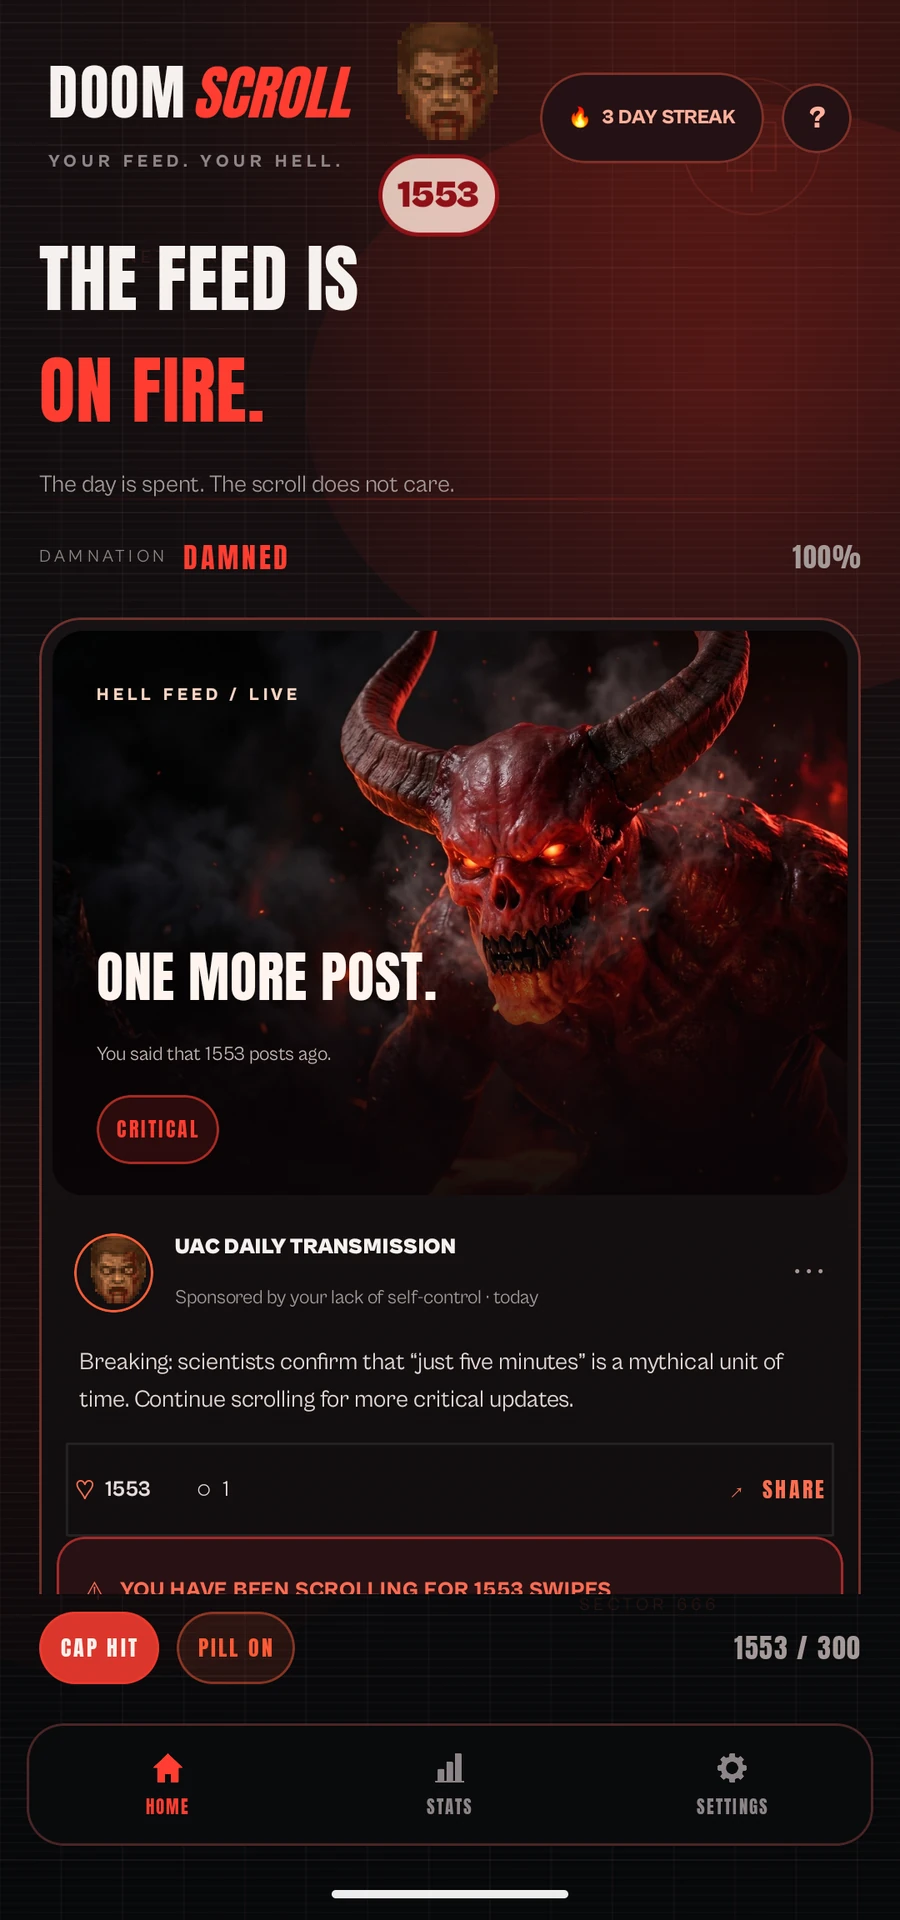 DOOM SCROLL
YOUR FEED. YOUR HELL.
1553
🔥 3 DAY STREAK
?
THE FEED IS
ON FIRE.
The day is spent. The scroll does not care.
DAMNATION DAMNED 100%
HELL FEED / LIVE
ONE MORE POST.
You said that 1553 posts ago.
CRITICAL
UAC DAILY TRANSMISSION
...
Sponsored by your lack of self-control · today
Breaking: scientists confirm that “just five minutes” is a mythical unit of
time. Continue scrolling for more critical updates.
♡ 1553 ○ 1 ↗ SHARE
⚠ YOU HAVE BEEN SCROLLING FOR 1553 SWIPES
SECTOR 666
CAP HIT PILL ON 1553 / 300
HOME STATS SETTINGS